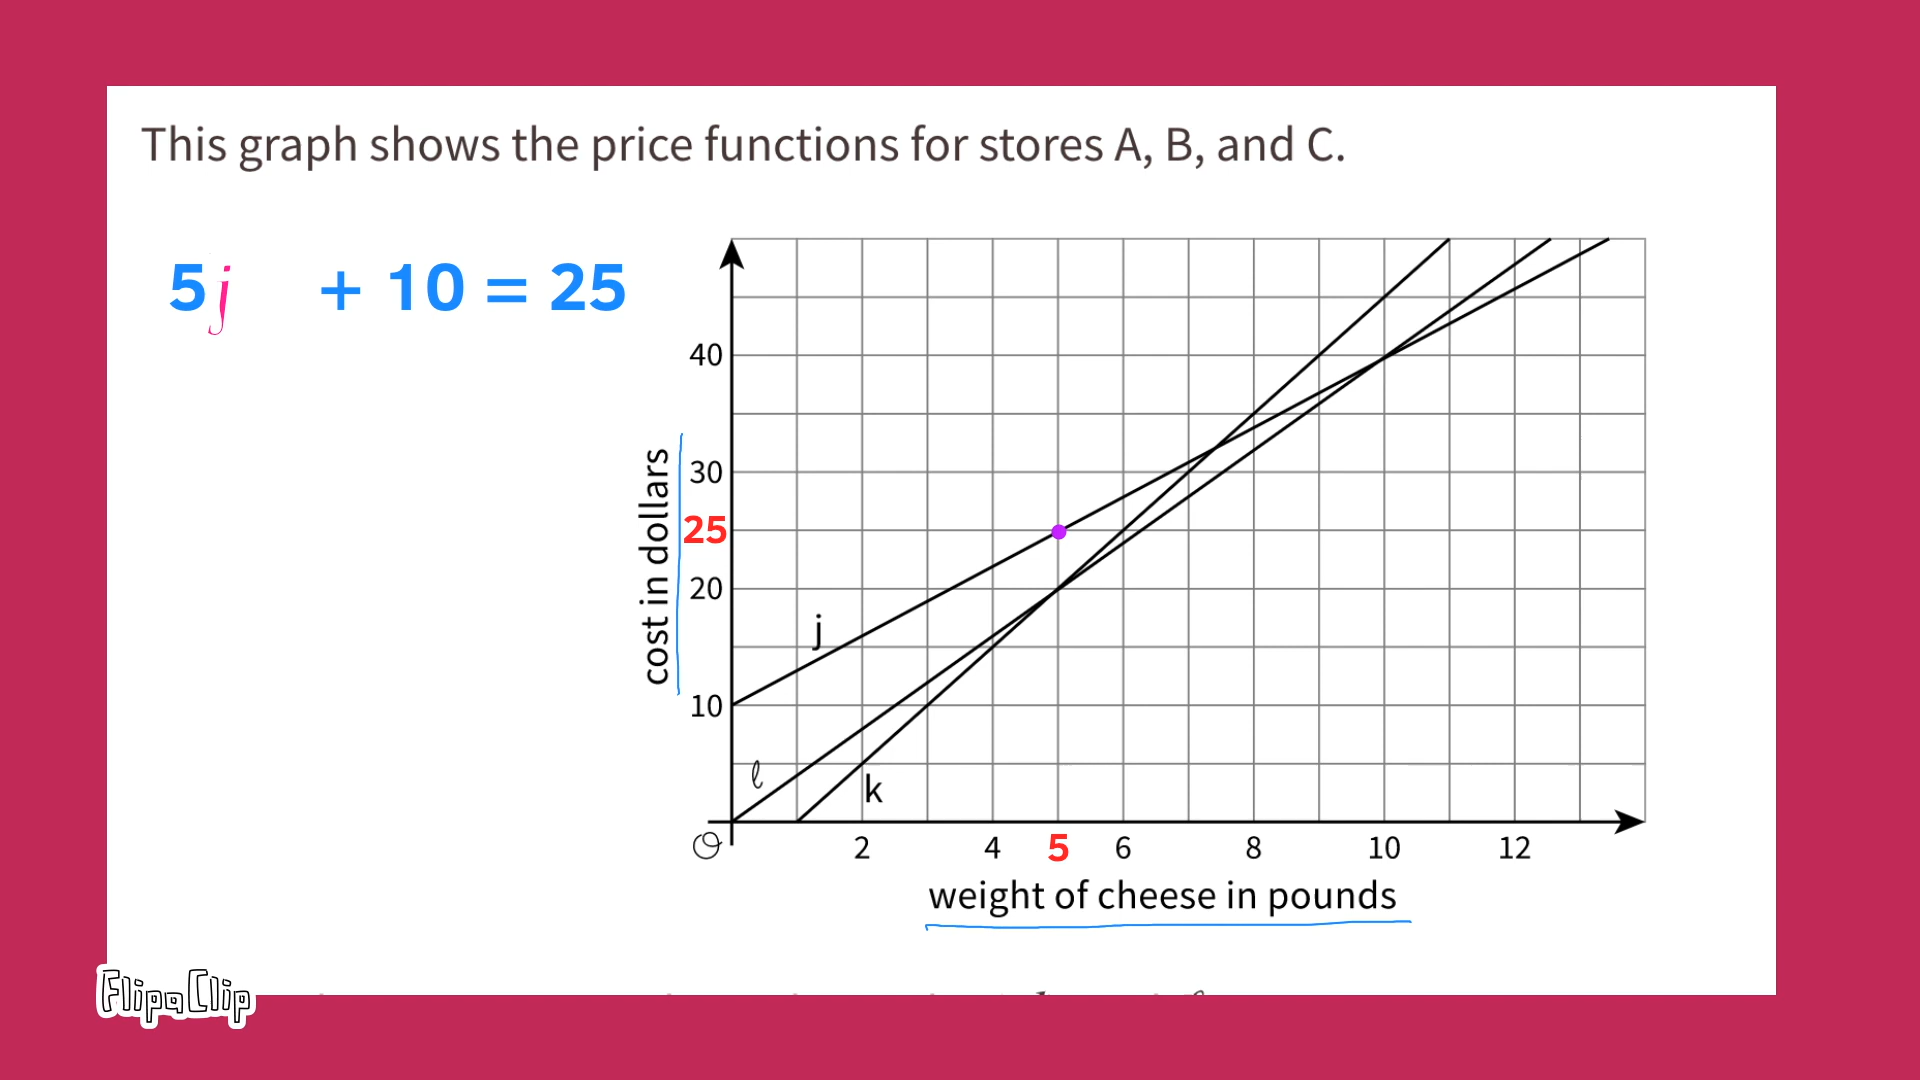 This graph shows the price functions for stores A, B, and C.
5j + 10 = 25
cost in dollars
40
30
25
20
10
j
ℓ
k
O
2 4 5 6 8 10 12
weight of cheese in pounds
FlipaClip